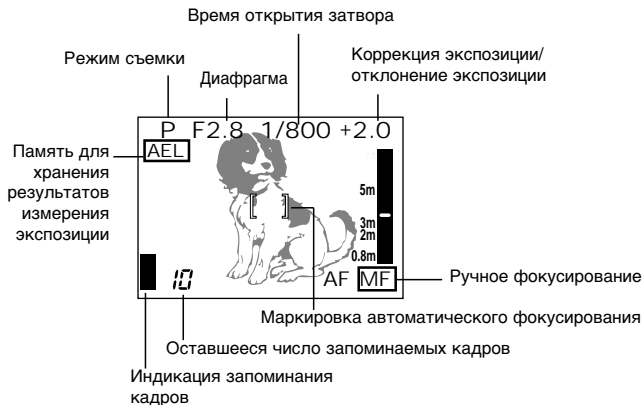 Время открытия затвора
Режим съемки
Диафрагма
Коррекция экспозиции/
отклонение экспозиции
P F2.8 1/800 +2.0
AEL
Память для
хранения
результатов
измерения
экспозиции
5m
3m
2m
0.8m
10
AF MF
Ручное фокусирование
Маркировка автоматического фокусирования
Оставшееся число запоминаемых кадров
Индикация запоминания
кадров